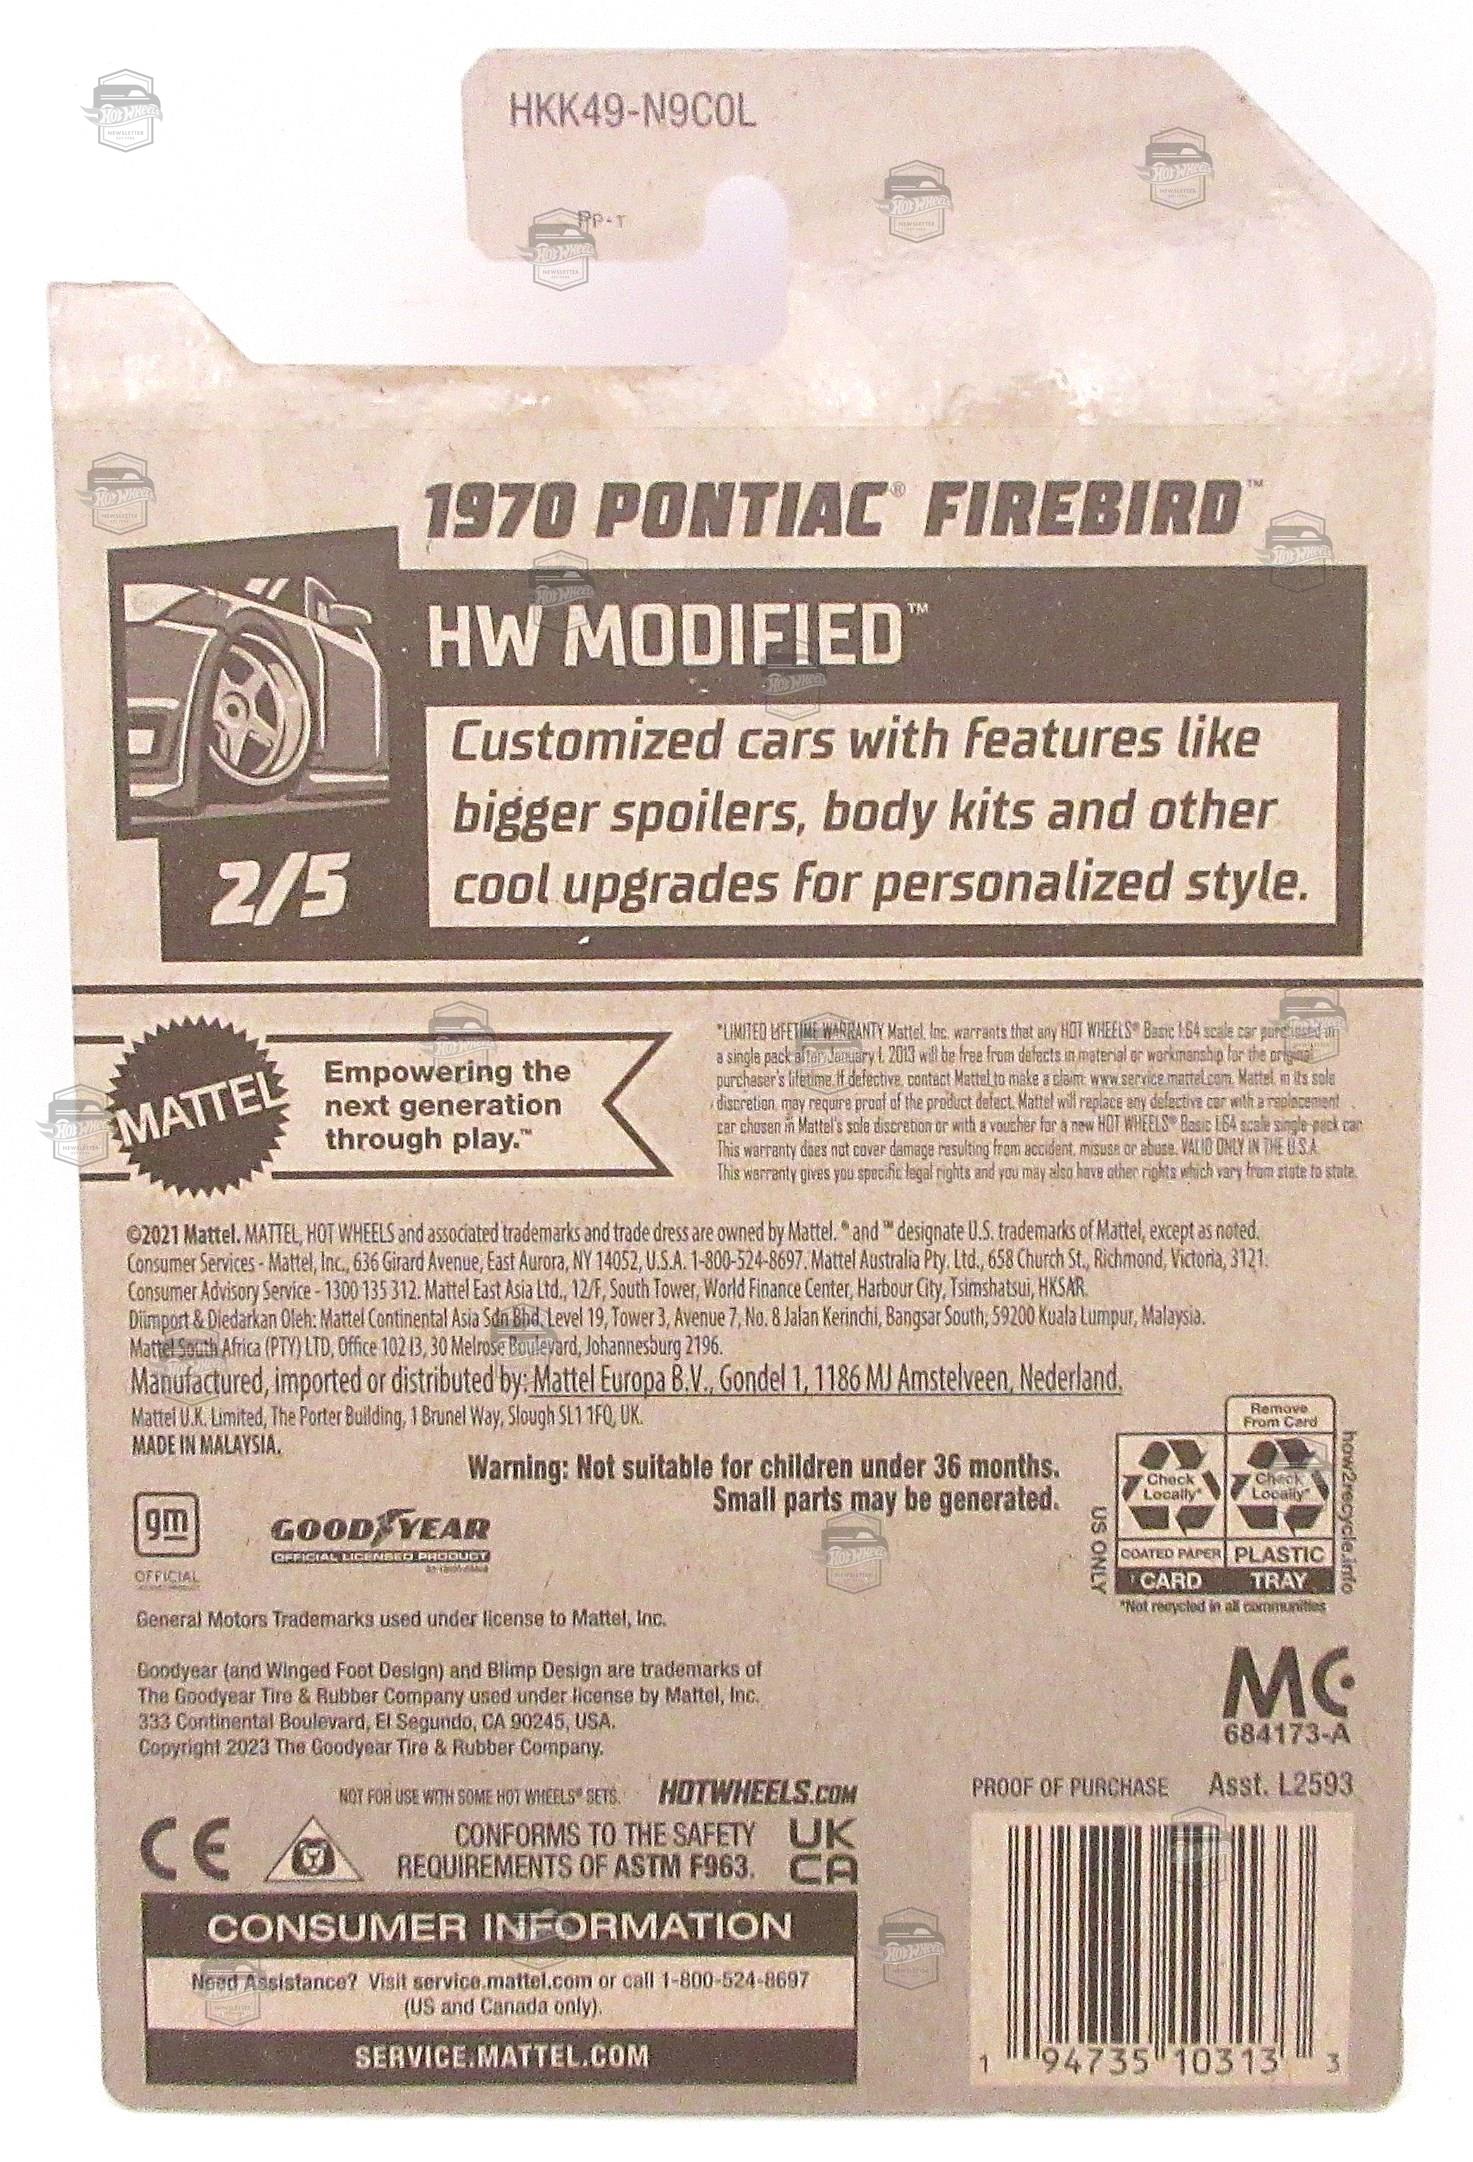 HKK49-N9C0L
1970 PONTIAC® FIREBIRD™
HW MODIFIED™
Customized cars with features like
bigger spoilers, body kits and other
cool upgrades for personalized style.
2/5
MATTEL
Empowering the
next generation
through play.™
*LIMITED LIFETIME WARRANTY Mattel, Inc. warrants that any HOT WHEELS® Basic 1:64 scale car purchased in
a single pack after January 1, 2013 will be free from defects in material or workmanship for the original
purchaser's lifetime. If defective, contact Mattel to make a claim: www.service.mattel.com. Mattel, in its sole
discretion, may require proof of the product defect. Mattel will replace any defective car with a replacement
car chosen in Mattel's sole discretion or with a voucher for a new HOT WHEELS® Basic 1:64 scale single-pack car.
This warranty does not cover damage resulting from accident, misuse or abuse. VALID ONLY IN THE U.S.A.
This warranty gives you specific legal rights and you may also have other rights which vary from state to state.
©2021 Mattel. MATTEL, HOT WHEELS and associated trademarks and trade dress are owned by Mattel. ® and ™ designate U.S. trademarks of Mattel, except as noted.
Consumer Services - Mattel, Inc., 636 Girard Avenue, East Aurora, NY 14052, U.S.A. 1-800-524-8697. Mattel Australia Pty. Ltd., 658 Church St., Richmond, Victoria, 3121.
Consumer Advisory Service - 1300 135 312. Mattel East Asia Ltd., 12/F, South Tower, World Finance Center, Harbour City, Tsimshatsui, HKSAR.
Diimport & Diedarkan Oleh: Mattel Continental Asia Sdn Bhd. Level 19, Tower 3, Avenue 7, No. 8 Jalan Kerinchi, Bangsar South, 59200 Kuala Lumpur, Malaysia.
Mattel South Africa (PTY) LTD, Office 102 I3, 30 Melrose Boulevard, Johannesburg 2196.
Manufactured, imported or distributed by: Mattel Europa B.V., Gondel 1, 1186 MJ Amstelveen, Nederland.
Mattel U.K. Limited, The Porter Building, 1 Brunel Way, Slough SL1 1FQ, UK.
MADE IN MALAYSIA.
Warning: Not suitable for children under 36 months.
Small parts may be generated.
Remove
From Card
Check
Locally*
Check
Locally*
COATED PAPER
PLASTIC
CARD
TRAY
*Not recycled in all communities
US ONLY
how2recycle.info
gm
OFFICIAL
GOODYEAR
OFFICIAL LICENSED PRODUCT
General Motors Trademarks used under license to Mattel, Inc.
Goodyear (and Winged Foot Design) and Blimp Design are trademarks of
The Goodyear Tire & Rubber Company used under license by Mattel, Inc.
333 Continental Boulevard, El Segundo, CA 90245, USA.
Copyright 2023 The Goodyear Tire & Rubber Company.
MC
684173-A
NOT FOR USE WITH SOME HOT WHEELS® SETS.
HOTWHEELS.COM
PROOF OF PURCHASE
Asst. L2593
CE
CONFORMS TO THE SAFETY
REQUIREMENTS OF ASTM F963.
UK
CA
CONSUMER INFORMATION
Need Assistance? Visit service.mattel.com or call 1-800-524-8697
(US and Canada only).
SERVICE.MATTEL.COM
1 94735 10313 3